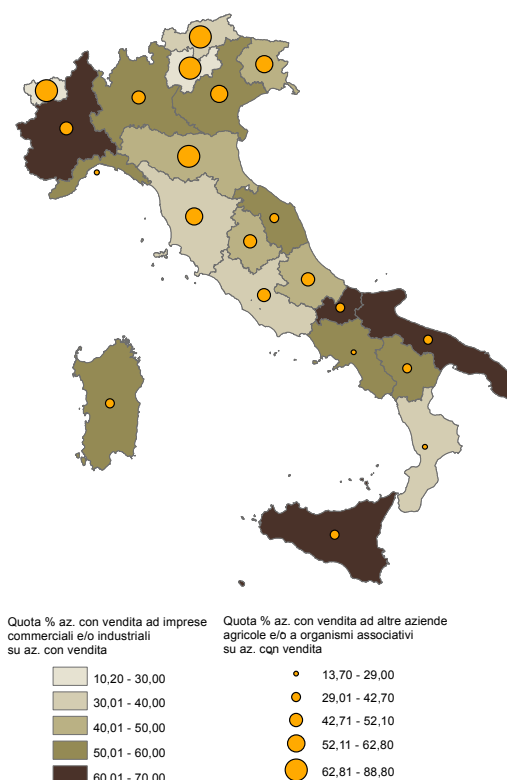 Quota % az. con vendita ad imprese
commerciali e/o industriali
su az. con vendita
10,20 - 30,00
30,01 - 40,00
40,01 - 50,00
50,01 - 60,00
60,01 - 70,00
Quota % az. con vendita ad altre aziende
agricole e/o a organismi associativi
su az. con vendita
13,70 - 29,00
29,01 - 42,70
42,71 - 52,10
52,11 - 62,80
62,81 - 88,80